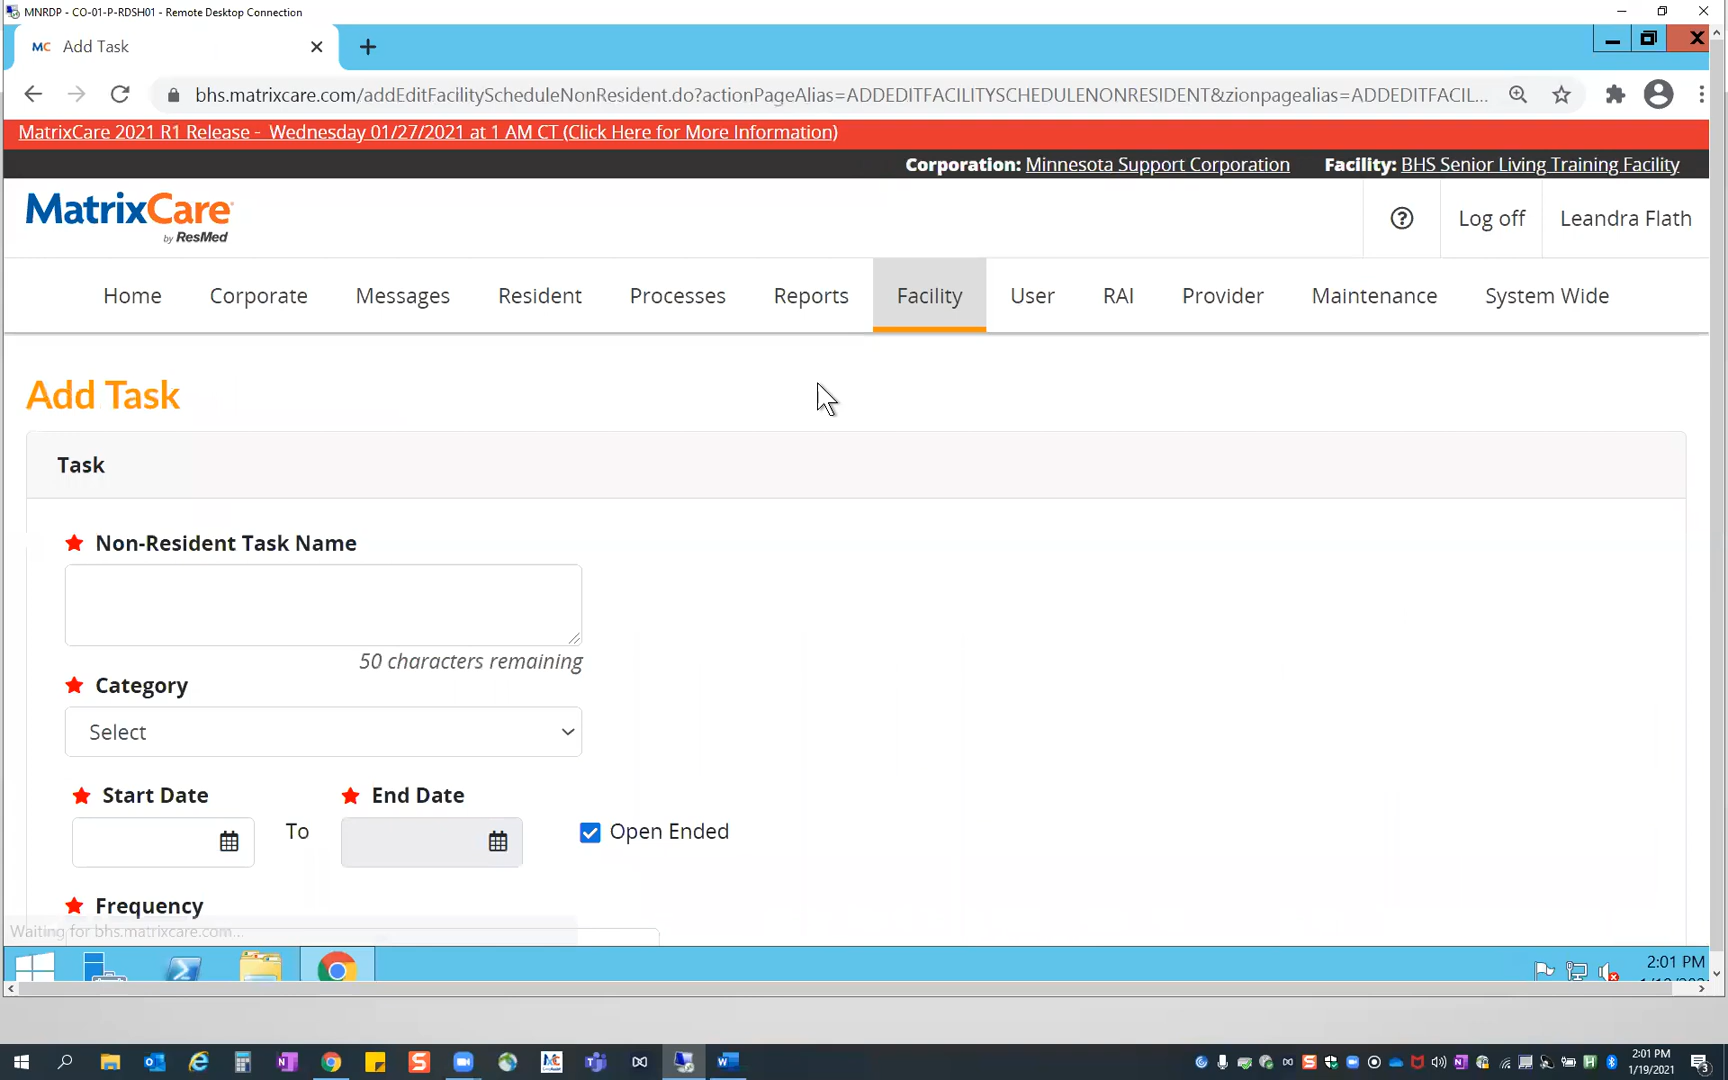 MNRDP - CO-01-P-RDSH01 - Remote Desktop Connection
MC Add Task
bhs.matrixcare.com/addEditFacilityScheduleNonResident.do?actionPageAlias=ADDEDITFACILITYSCHEDULENONRESIDENT&zionpagealias=ADDEDITFACIL...
MatrixCare 2021 R1 Release - Wednesday 01/27/2021 at 1 AM CT (Click Here for More Information)
Corporation: Minnesota Support Corporation Facility: BHS Senior Living Training Facility
MatrixCare
by ResMed
Log off Leandra Flath
Home Corporate Messages Resident Processes Reports Facility User RAI Provider Maintenance System Wide
Add Task
Task
Non-Resident Task Name
50 characters remaining
Category
Select
Start Date End Date
To Open Ended
Frequency
Waiting for bhs.matrixcare.com...
2:01 PM
2:01 PM
1/19/2021